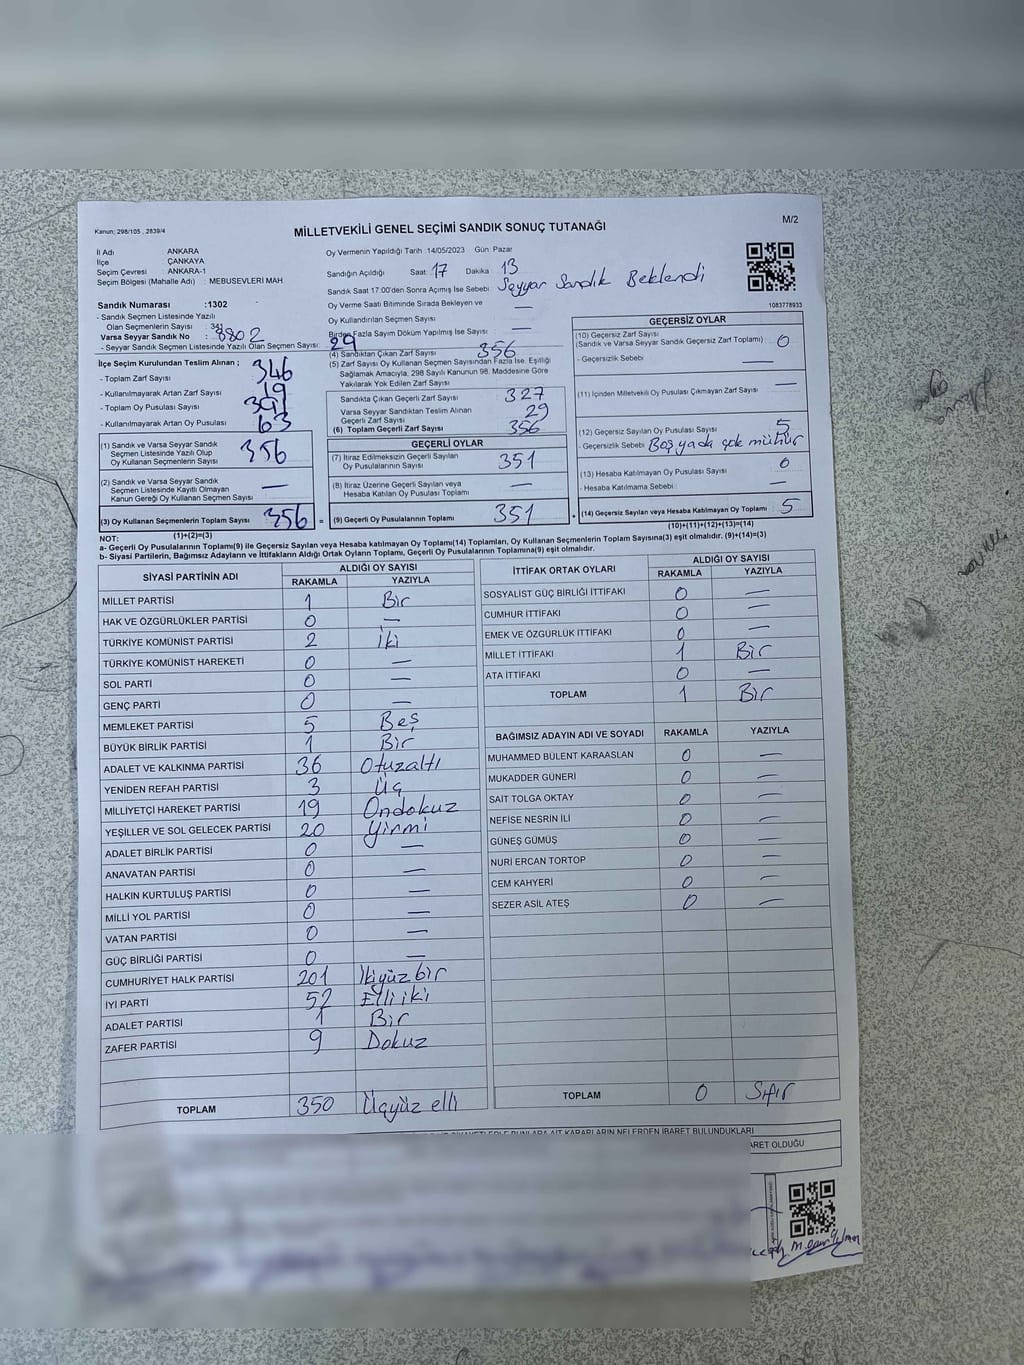 Kanun; 298/105 , 2839/4
MİLLETVEKİLİ GENEL SEÇİMİ SANDIK SONUÇ TUTANAĞI
M/2
İl Adı : ANKARA
İlçe : ÇANKAYA
Seçim Çevresi : ANKARA-1
Seçim Bölgesi (Mahalle Adı) : MEBUSEVLERİ MAH
Oy Vermenin Yapıldığı Tarih :14/05/2023 Gün: Pazar
Sandığın Açıldığı Saat: 17 Dakika : 13
Sandık Saat 17:00'den Sonra Açımış İse Sebebi : Seyyar Sandık Beklendi
Oy Verme Saati Bitiminde Sırada Bekleyen ve
Oy Kullandırılan Seçmen Sayısı : —
Birden Fazla Sayım Döküm Yapılmış İse Sayısı : —
1083778933
Sandık Numarası :1302
- Sandık Seçmen Listesinde Yazılı
Olan Seçmenlerin Sayısı : 341
Varsa Seyyar Sandık No : 8802
- Seyyar Sandık Seçmen Listesinde Yazılı Olan Seçmen Sayısı: 29
İlçe Seçim Kurulundan Teslim Alınan ;
- Toplam Zarf Sayısı 346
- Kullanılmayarak Artan Zarf Sayısı 19
- Toplam Oy Pusulası Sayısı 391
- Kullanılmayarak Artan Oy Pusulası 63
(1) Sandık ve Varsa Seyyar Sandık
Seçmen Listesinde Yazılı Olup
Oy Kullanan Seçmenlerin Sayısı 356
(2) Sandık ve Varsa Seyyar Sandık
Seçmen Listesinde Kayıtlı Olmayan
Kanun Gereği Oy Kullanan Seçmen Sayısı —
(3) Oy Kullanan Seçmenlerin Toplam Sayısı 356 =
(1)+(2)=(3)
(4) Sandıktan Çıkan Zarf Sayısı 356
(5) Zarf Sayısı Oy Kullanan Seçmen Sayısından Fazla İse, Eşitliği
Sağlamak Amacıyla, 298 Sayılı Kanunun 98. Maddesine Göre
Yakılarak Yok Edilen Zarf Sayısı
Sandıkta Çıkan Geçerli Zarf Sayısı 327
Varsa Seyyar Sandıktan Teslim Alınan
Geçerli Zarf Sayısı 29
(6) Toplam Geçerli Zarf Sayısı 356
GEÇERLİ OYLAR
(7) İtiraz Edilmeksizin Geçerli Sayılan
Oy Pusulalarının Sayısı 351
(8) İtiraz Üzerine Geçerli Sayılan veya
Hesaba Katılan Oy Pusulası Toplamı —
(9) Geçerli Oy Pusulalarının Toplamı 351 +
GEÇERSİZ OYLAR
(10) Geçersiz Zarf Sayısı
(Sandık ve Varsa Seyyar Sandık Geçersiz Zarf Toplamı) : 0
- Geçersizlik Sebebi : —
(11) İçinden Milletvekili Oy Pusulası Çıkmayan Zarf Sayısı : —
(12) Geçersiz Sayılan Oy Pusulası Sayısı : 5
- Geçersizlik Sebebi : Boş yada çok mühür
(13) Hesaba Katılmayan Oy Pusulası Sayısı : 0
- Hesaba Katılmama Sebebi : —
(14) Geçersiz Sayılan veya Hesaba Katılmayan Oy Toplamı : 5
(10)+(11)+(12)+(13)=(14)
NOT:
a- Geçerli Oy Pusulalarının Toplamı(9) ile Geçersiz Sayılan veya Hesaba katılmayan Oy Toplamı(14) Toplamları, Oy Kullanan Seçmenlerin Toplam Sayısına(3) eşit olmalıdır. (9)+(14)=(3)
b- Siyasi Partilerin, Bağımsız Adayların ve İttifakların Aldığı Ortak Oyların Toplamı, Geçerli Oy Pusulalarının Toplamına(9) eşit olmalıdır.
SİYASİ PARTİNİN ADI ALDIĞI OY SAYISI
RAKAMLA YAZIYLA
MİLLET PARTİSİ 1 Bir
HAK VE ÖZGÜRLÜKLER PARTİSİ 0 —
TÜRKİYE KOMÜNİST PARTİSİ 2 İki
TÜRKİYE KOMÜNİST HAREKETİ 0 —
SOL PARTİ 0 —
GENÇ PARTİ 0 —
MEMLEKET PARTİSİ 5 Beş
BÜYÜK BİRLİK PARTİSİ 1 Bir
ADALET VE KALKINMA PARTİSİ 36 Otuzaltı
YENİDEN REFAH PARTİSİ 3 Üç
MİLLİYETÇİ HAREKET PARTİSİ 19 Ondokuz
YEŞİLLER VE SOL GELECEK PARTİSİ 20 Yirmi
ADALET BİRLİK PARTİSİ 0 —
ANAVATAN PARTİSİ 0 —
HALKIN KURTULUŞ PARTİSİ 0 —
MİLLİ YOL PARTİSİ 0 —
VATAN PARTİSİ 0 —
GÜÇ BİRLİĞİ PARTİSİ 0 —
CUMHURİYET HALK PARTİSİ 201 İkiyüz bir
İYİ PARTİ 52 Elli iki
ADALET PARTİSİ 1 Bir
ZAFER PARTİSİ 9 Dokuz
TOPLAM 350 Üçyüz elli
İTTİFAK ORTAK OYLARI ALDIĞI OY SAYISI
RAKAMLA YAZIYLA
SOSYALİST GÜÇ BİRLİĞİ İTTİFAKI 0 —
CUMHUR İTTİFAKI 0 —
EMEK VE ÖZGÜRLÜK İTTİFAKI 0 —
MİLLET İTTİFAKI 1 Bir
ATA İTTİFAKI 0 —
TOPLAM 1 Bir
BAĞIMSIZ ADAYIN ADI VE SOYADI RAKAMLA YAZIYLA
MUHAMMED BÜLENT KARAASLAN 0 —
MUKADDER GÜNERİ 0 —
SAİT TOLGA OKTAY 0 —
NEFİSE NESRİN İLİ 0 —
GÜNEŞ GÜMÜŞ 0 —
NURİ ERCAN TORTOP 0 —
CEM KAHYERİ 0 —
SEZER ASİL ATEŞ 0 —
TOPLAM 0 Sıfır
BUNLARA AİT KARARLARIN NELERDEN İBARET BULUNDUKLARI
ARET OLDUĞU